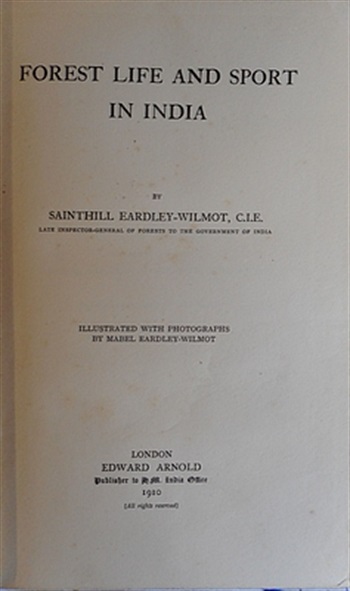 FOREST LIFE AND SPORT
IN INDIA
BY
SAINTHILL EARDLEY-WILMOT, C.I.E.
LATE INSPECTOR-GENERAL OF FORESTS TO THE GOVERNMENT OF INDIA
ILLUSTRATED WITH PHOTOGRAPHS
BY MABEL EARDLEY-WILMOT
LONDON
EDWARD ARNOLD
Publisher to H.M. India Office
1910
[All rights reserved]